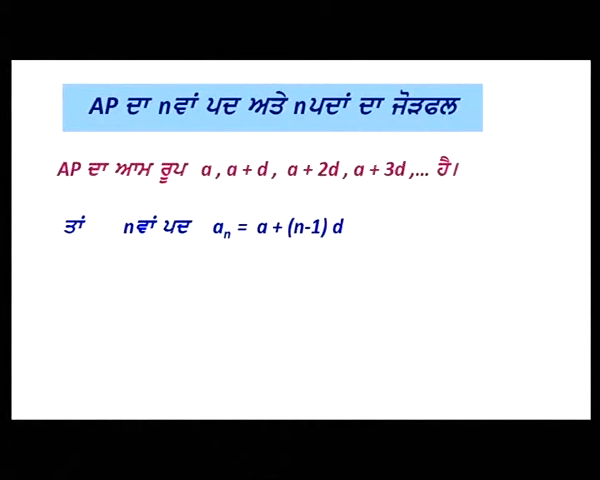 AP ਦਾ nਵਾਂ ਪਦ ਅਤੇ nਪਦਾਂ ਦਾ ਜੋੜਫਲ
AP ਦਾ ਆਮ ਰੂਪ a , a + d , a + 2d , a + 3d ,... ਹੈ।
ਤਾਂ nਵਾਂ ਪਦ aₙ = a + (n-1) d